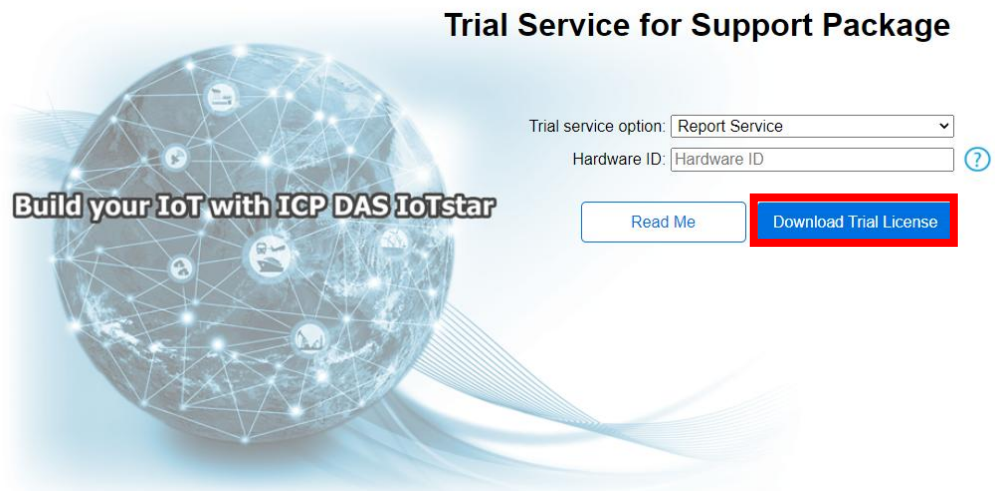 Trial Service for Support Package
Trial service option: Report Service
Hardware ID: Hardware ID
?
Build your IoT with ICP DAS IoTstar
Read Me Download Trial License